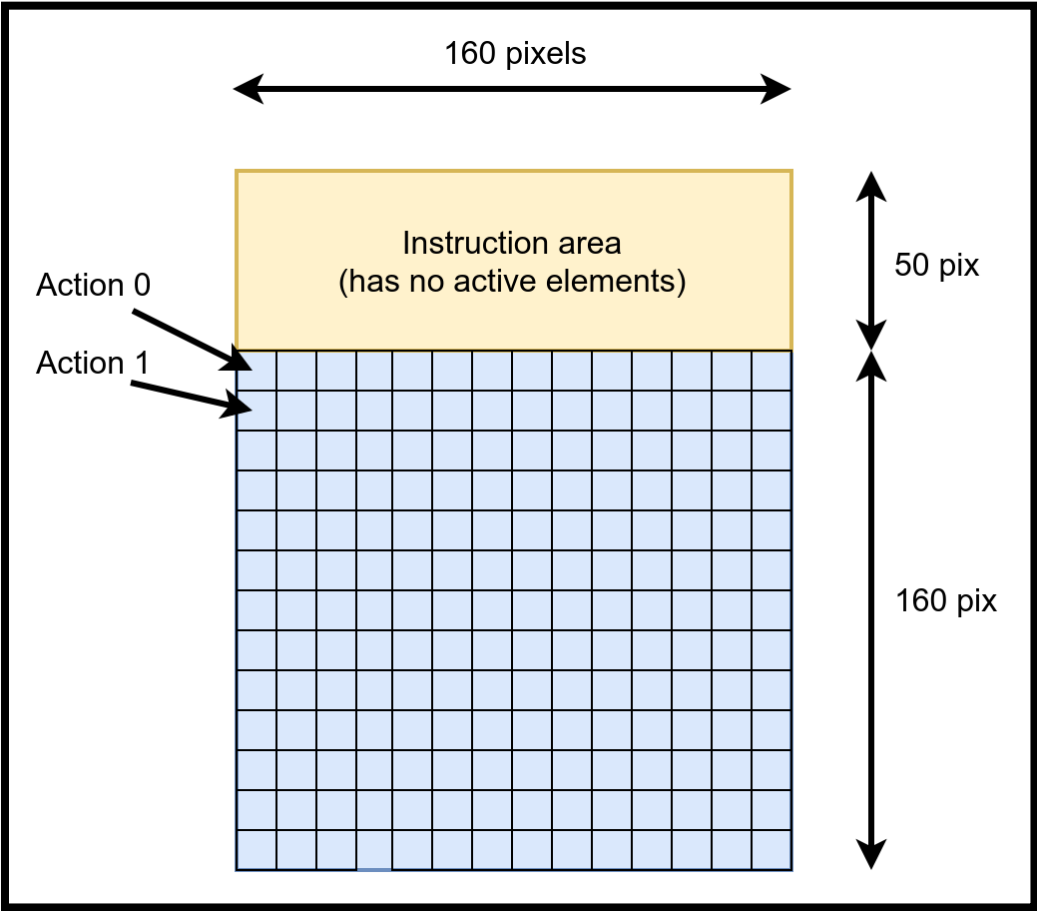 160 pixels
Instruction area
(has no active elements)
50 pix
Action 0
Action 1
160 pix